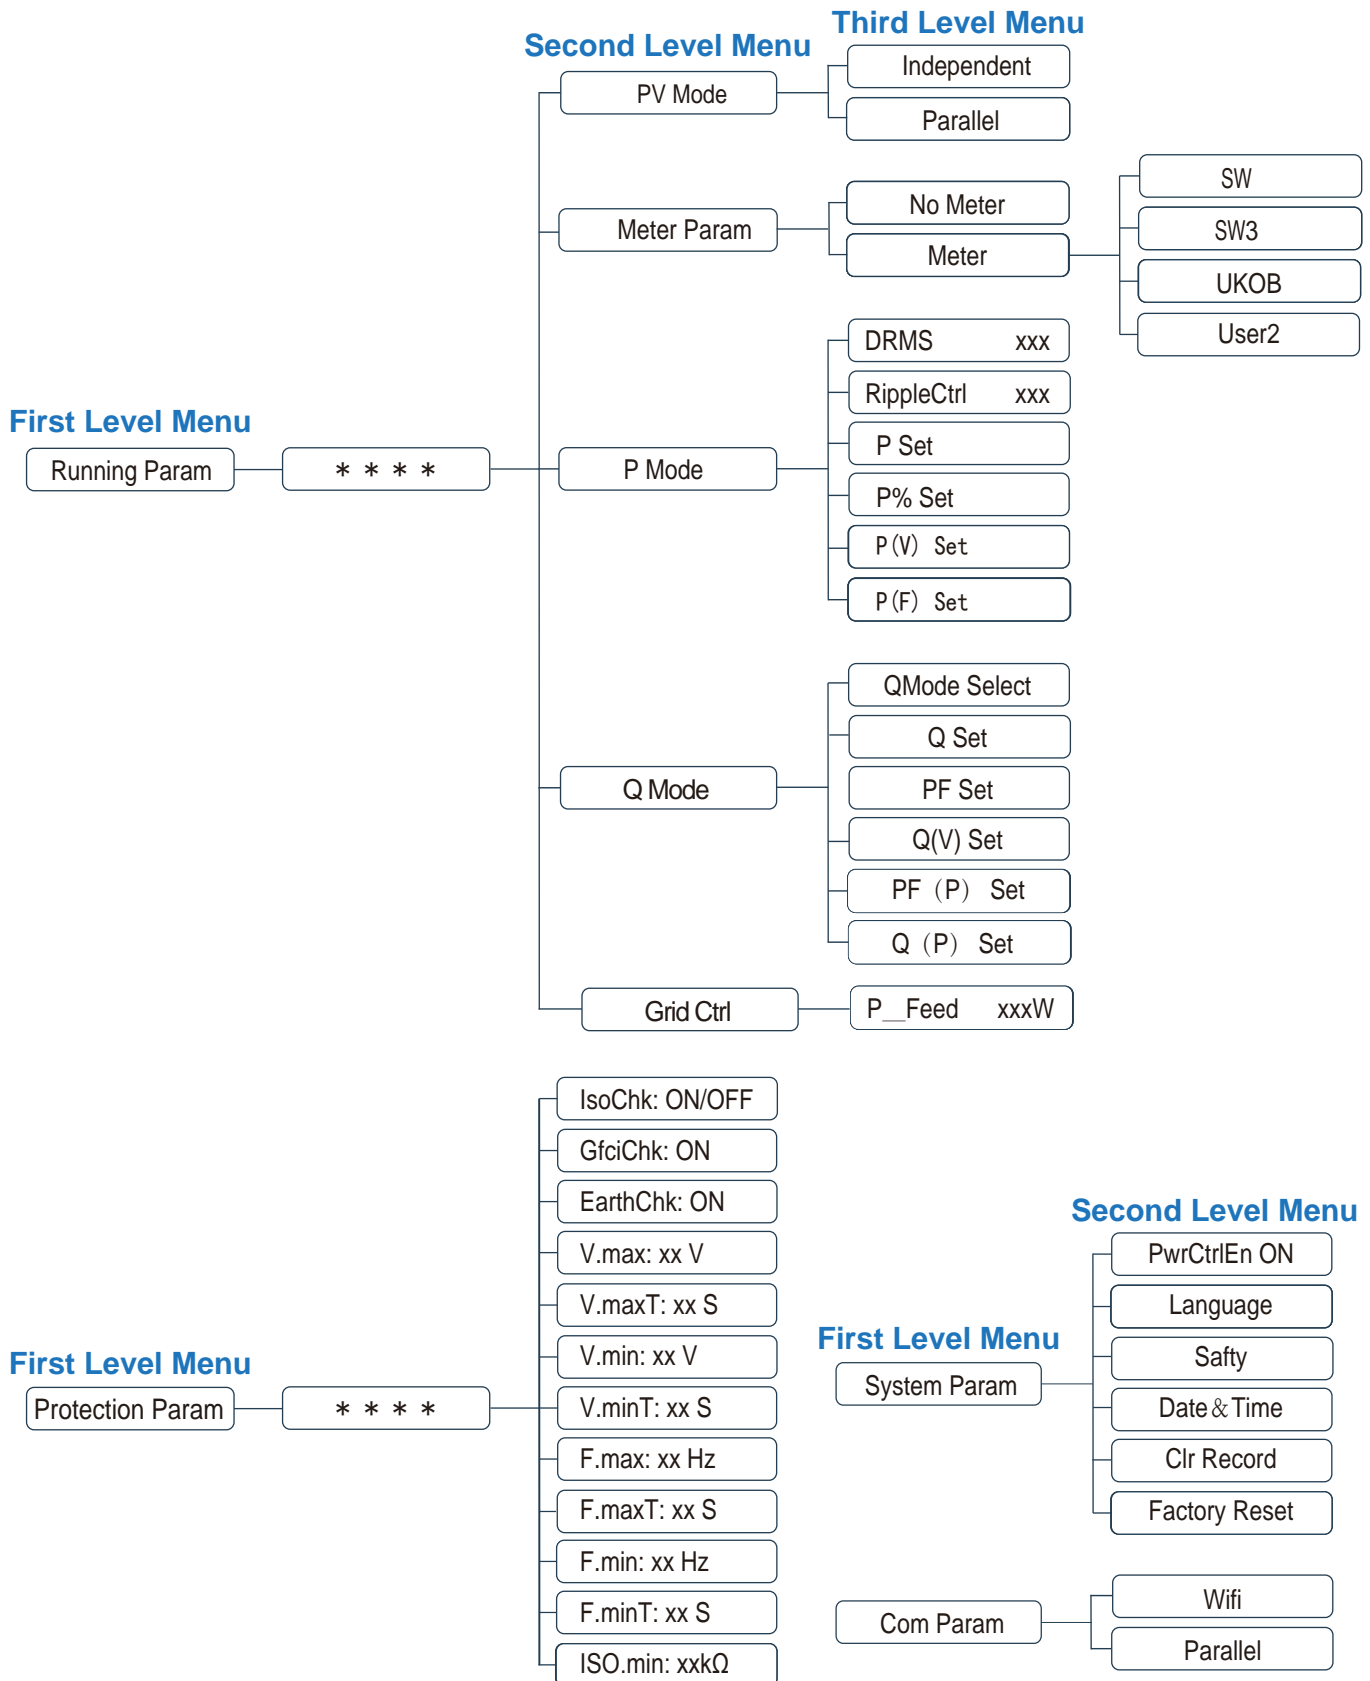 Third Level Menu
Second Level Menu
Independent
PV Mode
Parallel
SW
No Meter
SW3
Meter Param
Meter
UKOB
User2
DRMS xxx
RippleCtrl xxx
First Level Menu
P Set
Running Param
* * * *
P Mode
P% Set
P(V) Set
P(F) Set
QMode Select
Q Set
Q Mode
PF Set
Q(V) Set
PF (P) Set
Q (P) Set
Grid Ctrl
P__Feed xxxW
IsoChk: ON/OFF
GfciChk: ON
EarthChk: ON
V.max: xx V
V.maxT: xx S
V.min: xx V
First Level Menu
Protection Param
* * * *
V.minT: xx S
F.max: xx Hz
F.maxT: xx S
F.min: xx Hz
F.minT: xx S
ISO.min: xxkΩ
Second Level Menu
PwrCtrlEn ON
Language
First Level Menu
Safty
System Param
Date&Time
Clr Record
Factory Reset
Wifi
Com Param
Parallel